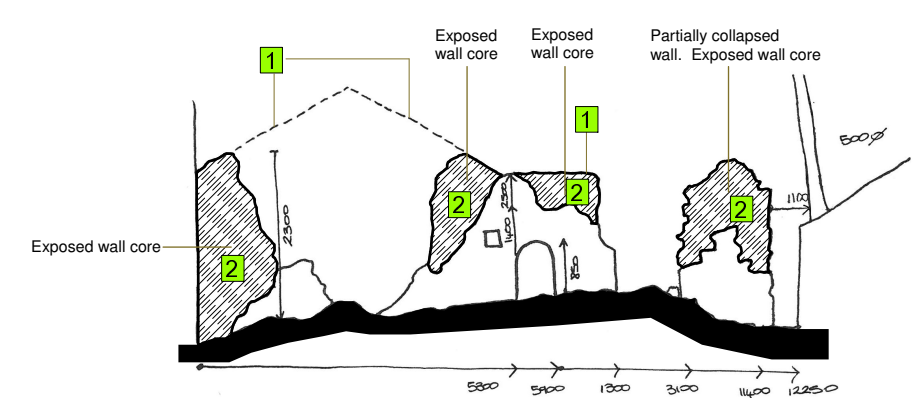 Exposed
wall core
Exposed
wall core
Partially collapsed
wall. Exposed wall core
1
1
500∅
2
2
2
1100
250
1400
2300
Exposed wall core
2
850
5300
5900
1300
3100
11400
12250